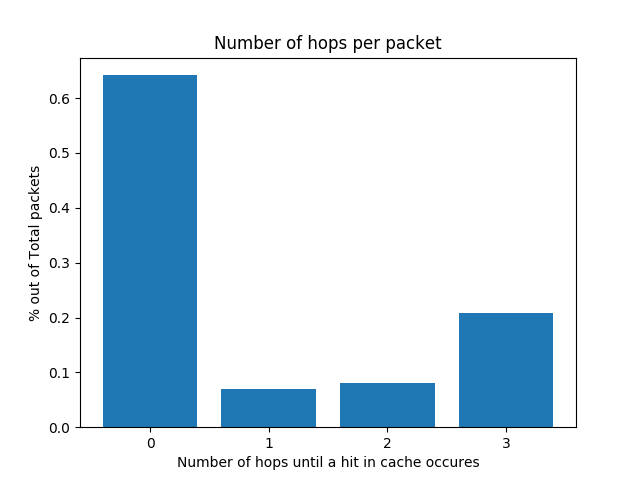 Number of hops per packet
% out of Total packets
0.6
0.5
0.4
0.3
0.2
0.1
0.0
0 1 2 3
Number of hops until a hit in cache occures